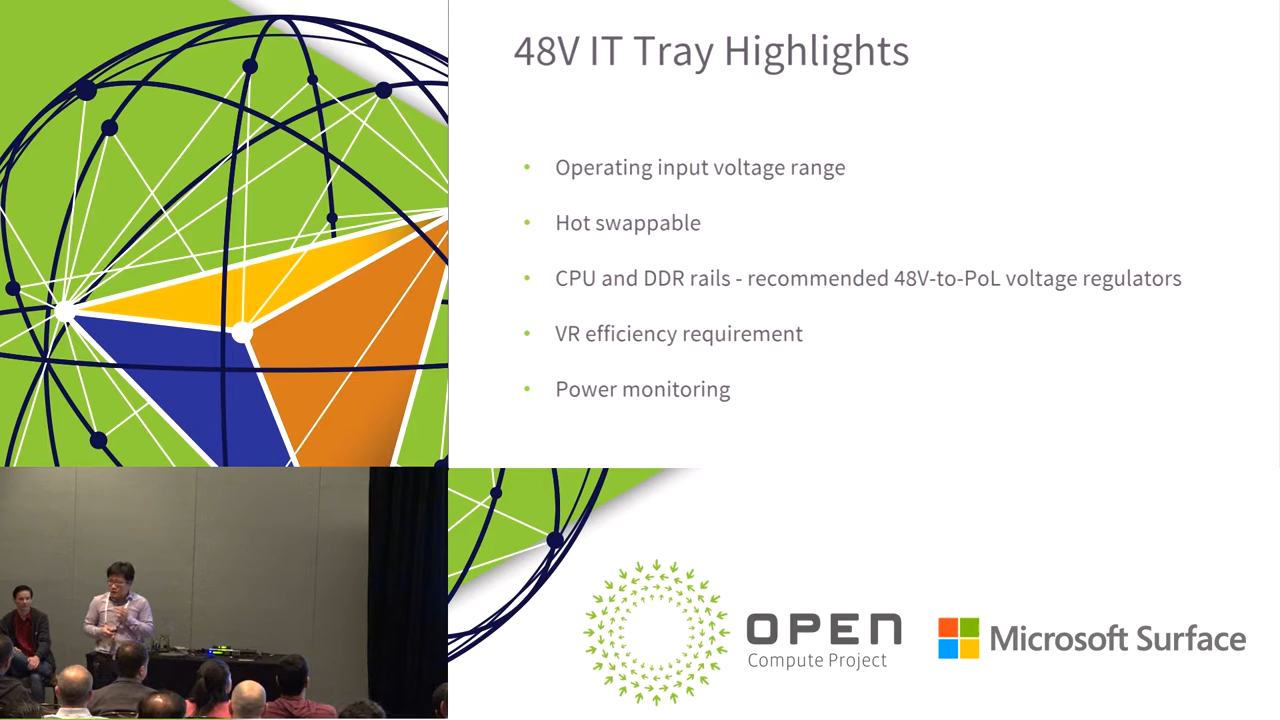 48V IT Tray Highlights
• Operating input voltage range
• Hot swappable
• CPU and DDR rails - recommended 48V-to-PoL voltage regulators
• VR efficiency requirement
• Power monitoring
OPEN
Compute Project
Microsoft Surface